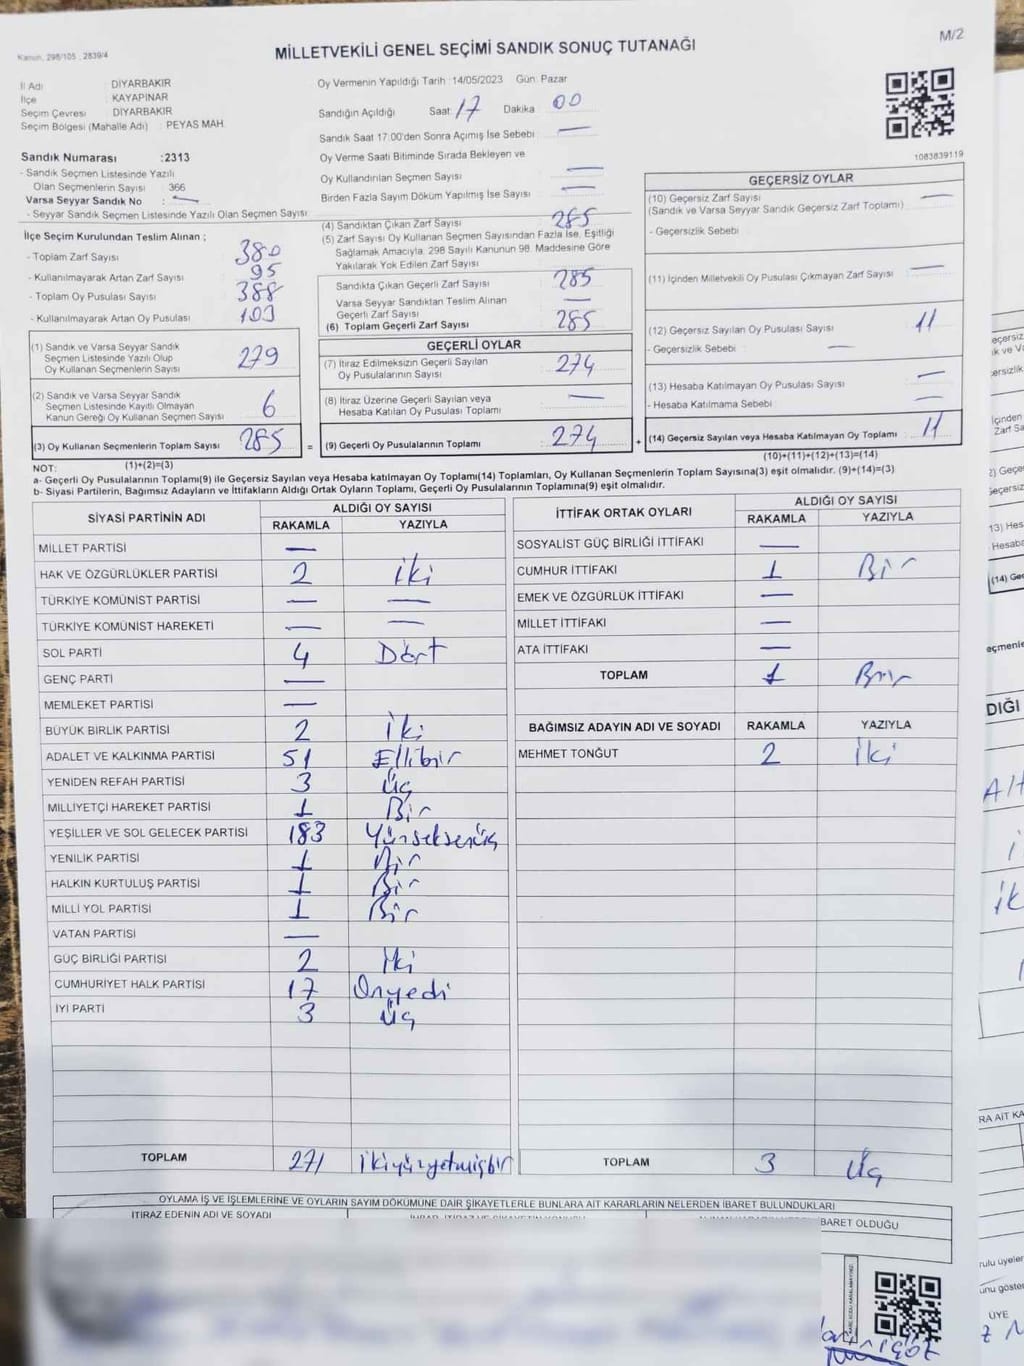 Kanun, 298/105 , 2839/4
MİLLETVEKİLİ GENEL SEÇİMİ SANDIK SONUÇ TUTANAĞI
M/2
İl Adı : DİYARBAKIR
İlçe : KAYAPINAR
Seçim Çevresi : DİYARBAKIR
Seçim Bölgesi (Mahalle Adı) : PEYAS MAH.
Sandık Numarası :2313
- Sandık Seçmen Listesinde Yazılı
Olan Seçmenlerin Sayısı : 366
Varsa Seyyar Sandık No : —
- Seyyar Sandık Seçmen Listesinde Yazılı Olan Seçmen Sayısı
İlçe Seçim Kurulundan Teslim Alınan ;
- Toplam Zarf Sayısı 380
- Kullanılmayarak Artan Zarf Sayısı 95
- Toplam Oy Pusulası Sayısı 388
- Kullanılmayarak Artan Oy Pusulası 103
(1) Sandık ve Varsa Seyyar Sandık
Seçmen Listesinde Yazılı Olup
Oy Kullanan Seçmenlerin Sayısı 279
(2) Sandık ve Varsa Seyyar Sandık
Seçmen Listesinde Kayıtlı Olmayan
Kanun Gereği Oy Kullanan Seçmen Sayısı 6
(3) Oy Kullanan Seçmenlerin Toplam Sayısı 285 =
(1)+(2)=(3)
Oy Vermenin Yapıldığı Tarih :14/05/2023 Gün: Pazar
Sandığın Açıldığı Saat: 17 Dakika 00
Sandık Saat 17:00'den Sonra Açımış İse Sebebi : —
Oy Verme Saati Bitiminde Sırada Bekleyen ve
Oy Kullandırılan Seçmen Sayısı —
Birden Fazla Sayım Döküm Yapılmış İse Sayısı —
(4) Sandıktan Çıkan Zarf Sayısı 285
(5) Zarf Sayısı Oy Kullanan Seçmen Sayısından Fazla İse, Eşitliği
Sağlamak Amacıyla, 298 Sayılı Kanunun 98. Maddesine Göre
Yakılarak Yok Edilen Zarf Sayısı
Sandıkta Çıkan Geçerli Zarf Sayısı 285
Varsa Seyyar Sandıktan Teslim Alınan
Geçerli Zarf Sayısı —
(6) Toplam Geçerli Zarf Sayısı 285
GEÇERLİ OYLAR
(7) İtiraz Edilmeksizin Geçerli Sayılan
Oy Pusulalarının Sayısı 274
(8) İtiraz Üzerine Geçerli Sayılan veya
Hesaba Katılan Oy Pusulası Toplamı —
(9) Geçerli Oy Pusulalarının Toplamı 274 +
1083839119
GEÇERSİZ OYLAR
(10) Geçersiz Zarf Sayısı —
(Sandık ve Varsa Seyyar Sandık Geçersiz Zarf Toplamı)
- Geçersizlik Sebebi :
(11) İçinden Milletvekili Oy Pusulası Çıkmayan Zarf Sayısı —
(12) Geçersiz Sayılan Oy Pusulası Sayısı 11
- Geçersizlik Sebebi : —
(13) Hesaba Katılmayan Oy Pusulası Sayısı —
- Hesaba Katılmama Sebebi : —
(14) Geçersiz Sayılan veya Hesaba Katılmayan Oy Toplamı 11
(10)+(11)+(12)+(13)=(14)
NOT:
a- Geçerli Oy Pusulalarının Toplamı(9) ile Geçersiz Sayılan veya Hesaba katılmayan Oy Toplamı(14) Toplamları, Oy Kullanan Seçmenlerin Toplam Sayısına(3) eşit olmalıdır. (9)+(14)=(3)
b- Siyasi Partilerin, Bağımsız Adayların ve İttifakların Aldığı Ortak Oyların Toplamı, Geçerli Oy Pusulalarının Toplamına(9) eşit olmalıdır.
SİYASİ PARTİNİN ADI ALDIĞI OY SAYISI
RAKAMLA YAZIYLA
MİLLET PARTİSİ —
HAK VE ÖZGÜRLÜKLER PARTİSİ 2 İki
TÜRKİYE KOMÜNİST PARTİSİ — —
TÜRKİYE KOMÜNİST HAREKETİ — —
SOL PARTİ 4 Dört
GENÇ PARTİ —
MEMLEKET PARTİSİ —
BÜYÜK BİRLİK PARTİSİ 2 İki
ADALET VE KALKINMA PARTİSİ 51 Ellibir
YENİDEN REFAH PARTİSİ 3 Üç
MİLLİYETÇİ HAREKET PARTİSİ 1 Bir
YEŞİLLER VE SOL GELECEK PARTİSİ 183 Yüzseksenüç
YENİLİK PARTİSİ 1 Bir
HALKIN KURTULUŞ PARTİSİ 1 Bir
MİLLİ YOL PARTİSİ 1 Bir
VATAN PARTİSİ —
GÜÇ BİRLİĞİ PARTİSİ 2 İki
CUMHURİYET HALK PARTİSİ 17 Onyedi
İYİ PARTİ 3 Üç
TOPLAM 271 İkiyüzyetmişbir
İTTİFAK ORTAK OYLARI ALDIĞI OY SAYISI
RAKAMLA YAZIYLA
SOSYALİST GÜÇ BİRLİĞİ İTTİFAKI —
CUMHUR İTTİFAKI 1 Bir
EMEK VE ÖZGÜRLÜK İTTİFAKI —
MİLLET İTTİFAKI —
ATA İTTİFAKI —
TOPLAM 1 Bir
BAĞIMSIZ ADAYIN ADI VE SOYADI RAKAMLA YAZIYLA
MEHMET TONĞUT 2 İki
TOPLAM 3 Üç
OYLAMA İŞ VE İŞLEMLERİNE VE OYLARIN SAYIM DÖKÜMÜNE DAİR ŞİKAYETLERLE BUNLARA AİT KARARLARIN NELERDEN İBARET BULUNDUKLARI
İTİRAZ EDENİN ADI VE SOYADI
BARET OLDUĞU
DIĞI
RA AİT KA
ÜYE